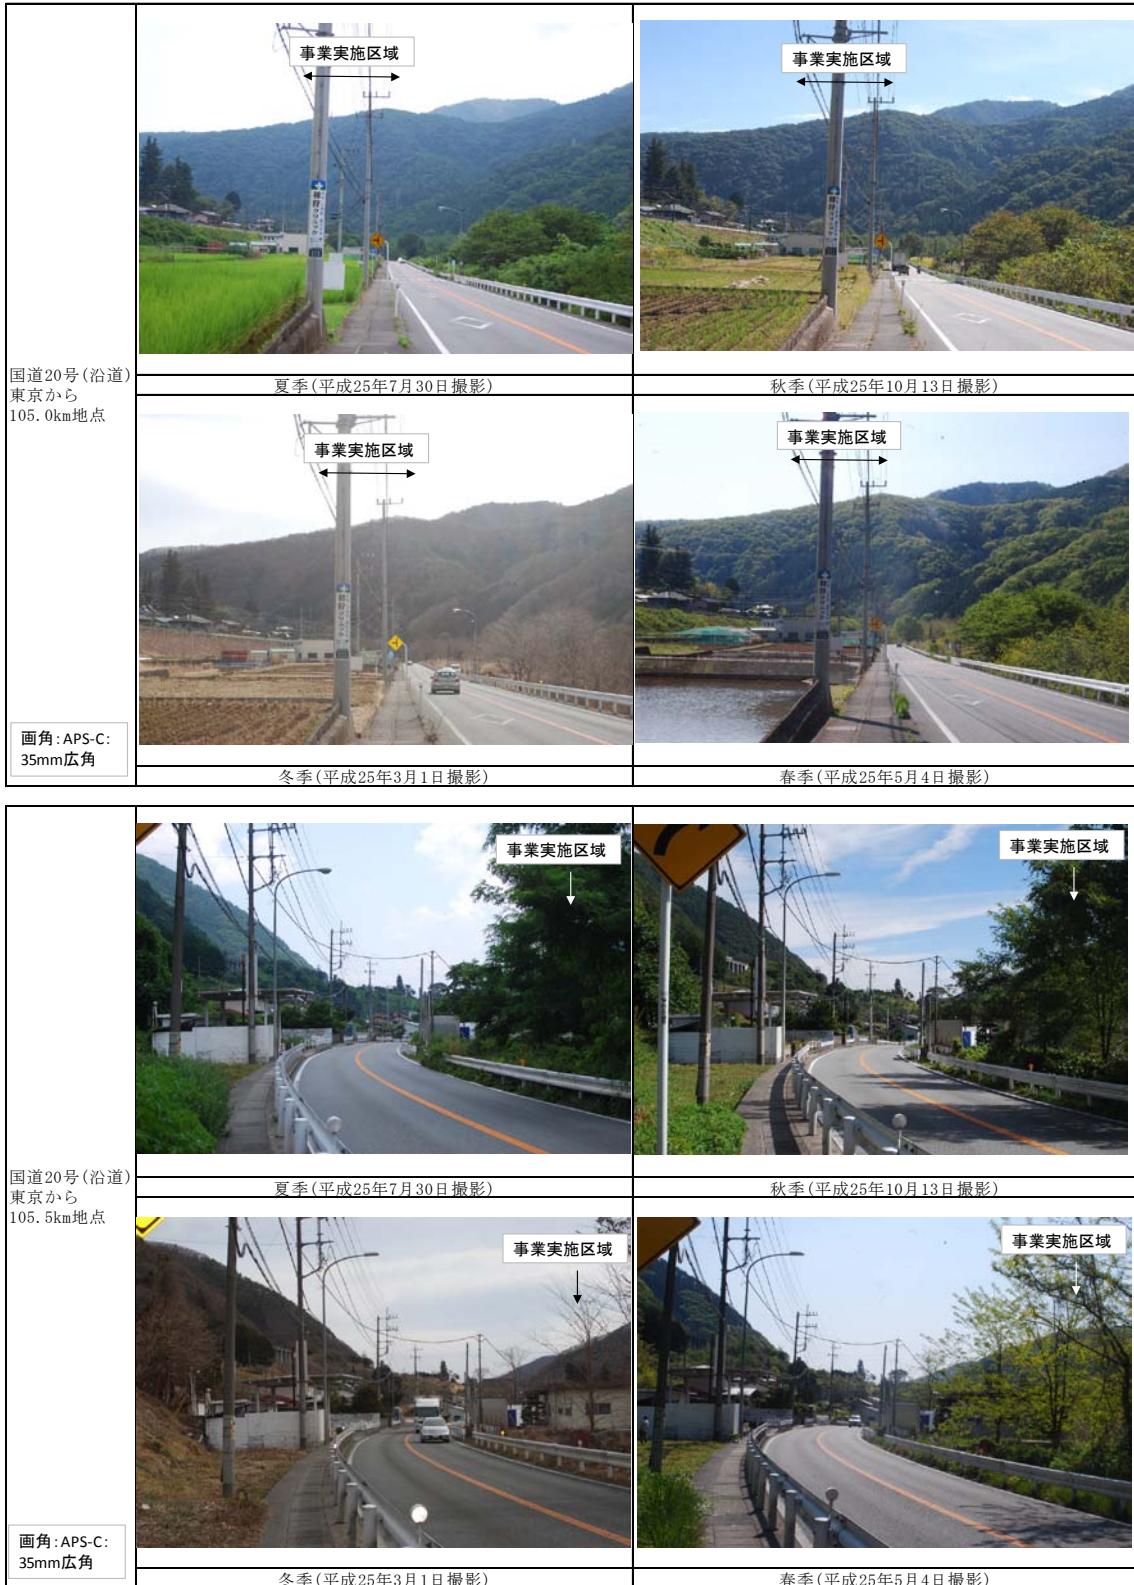 国道20号(沿道)
東京から
105.0km地点
画角:APS-C:
35mm広角
事業実施区域
事業実施区域
夏季(平成25年7月30日撮影)
秋季(平成25年10月13日撮影)
事業実施区域
事業実施区域
冬季(平成25年3月1日撮影)
春季(平成25年5月4日撮影)
国道20号(沿道)
東京から
105.5km地点
画角:APS-C:
35mm広角
事業実施区域
事業実施区域
夏季(平成25年7月30日撮影)
秋季(平成25年10月13日撮影)
事業実施区域
事業実施区域
冬季(平成25年3月1日撮影)
春季(平成25年5月4日撮影)